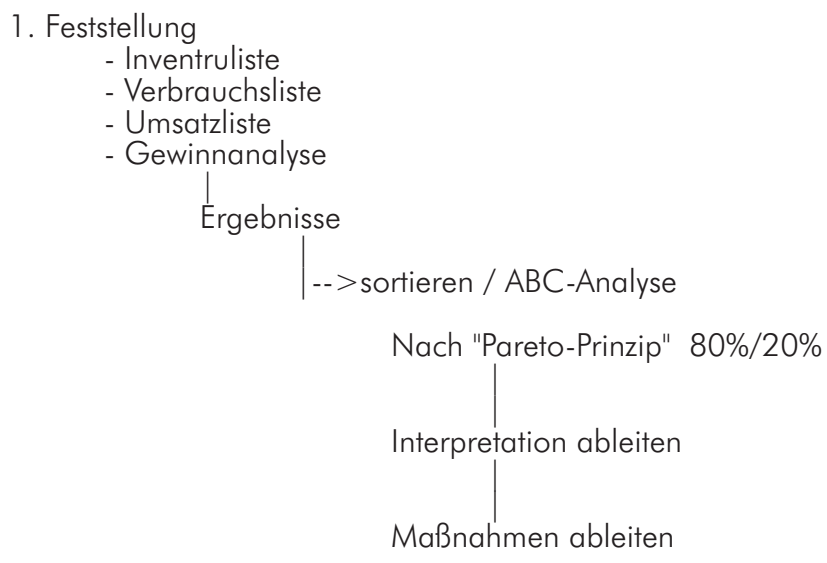 1. Feststellung
- Inventruliste
- Verbrauchsliste
- Umsatzliste
- Gewinnanalyse
Ergebnisse
-->sortieren / ABC-Analyse
Nach "Pareto-Prinzip" 80%/20%
Interpretation ableiten
Maßnahmen ableiten